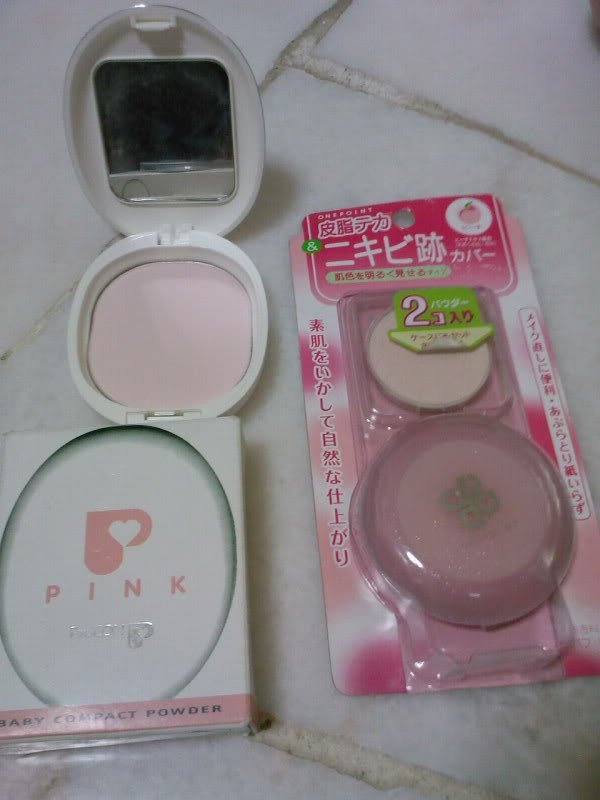 ONEPOINT
皮脂テカ
&ニキビ跡カバー
肌色を明るく見せるタイプ
パウダー
2コ入り
素肌をいかして自然な仕上がり
メイク直しに便利・あぶらとり紙いらず
PINK
BABY COMPACT POWDER